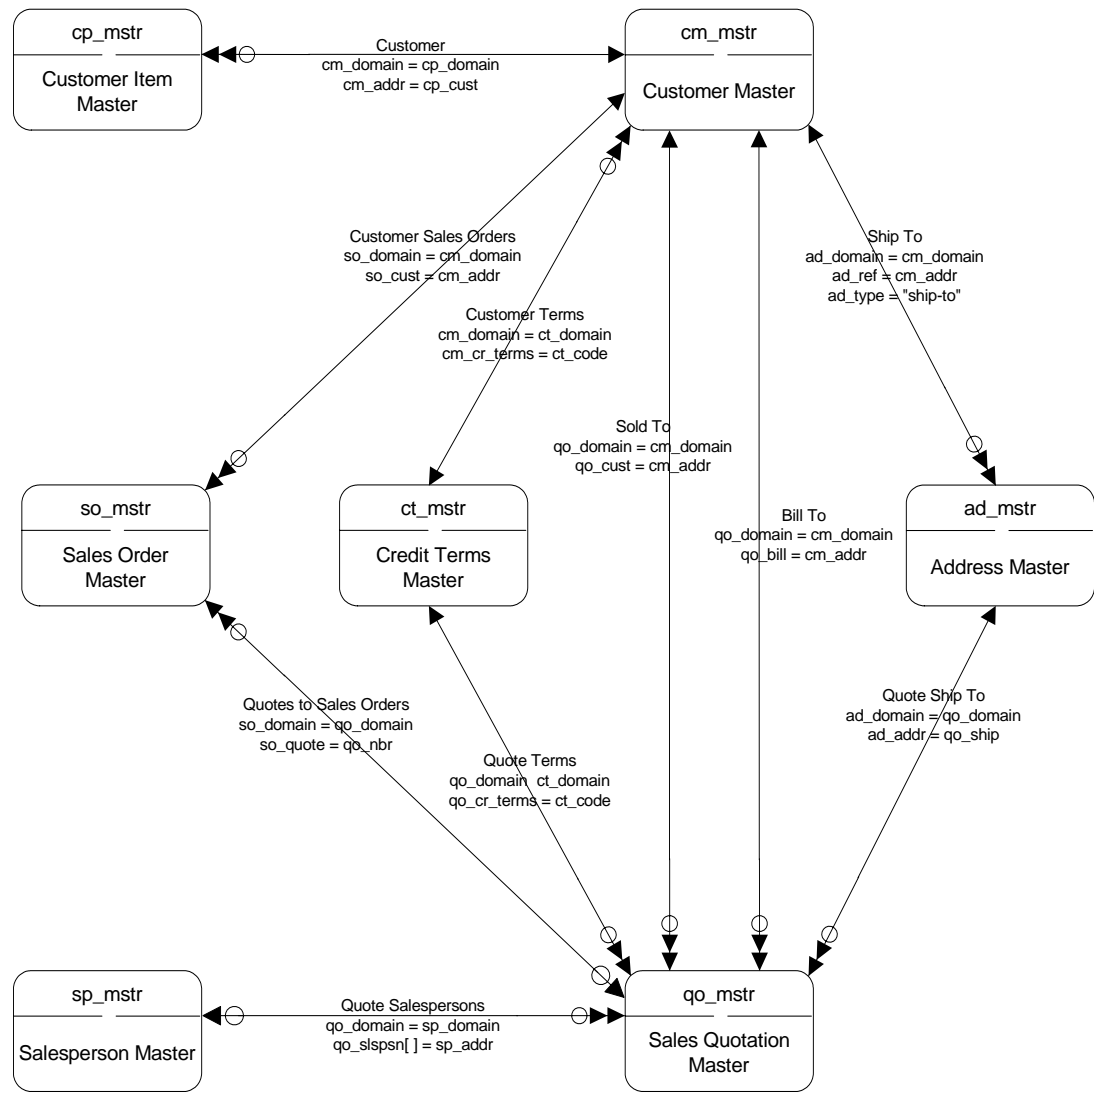 cp_mstr
Customer Item
Master
Customer
cm_domain = cp_domain
cm_addr = cp_cust
cm_mstr
Customer Master
Customer Sales Orders
so_domain = cm_domain
so_cust = cm_addr
Ship To
ad_domain = cm_domain
ad_ref = cm_addr
ad_type = "ship-to"
Customer Terms
cm_domain = ct_domain
cm_cr_terms = ct_code
Sold To
qo_domain = cm_domain
qo_cust = cm_addr
Bill To
qo_domain = cm_domain
qo_bill = cm_addr
so_mstr
Sales Order
Master
ct_mstr
Credit Terms
Master
ad_mstr
Address Master
Quotes to Sales Orders
so_domain = qo_domain
so_quote = qo_nbr
Quote Terms
qo_domain  ct_domain
qo_cr_terms = ct_code
Quote Ship To
ad_domain = qo_domain
ad_addr = qo_ship
sp_mstr
Salesperson Master
Quote Salespersons
qo_domain = sp_domain
qo_slspsn[ ] = sp_addr
qo_mstr
Sales Quotation
Master